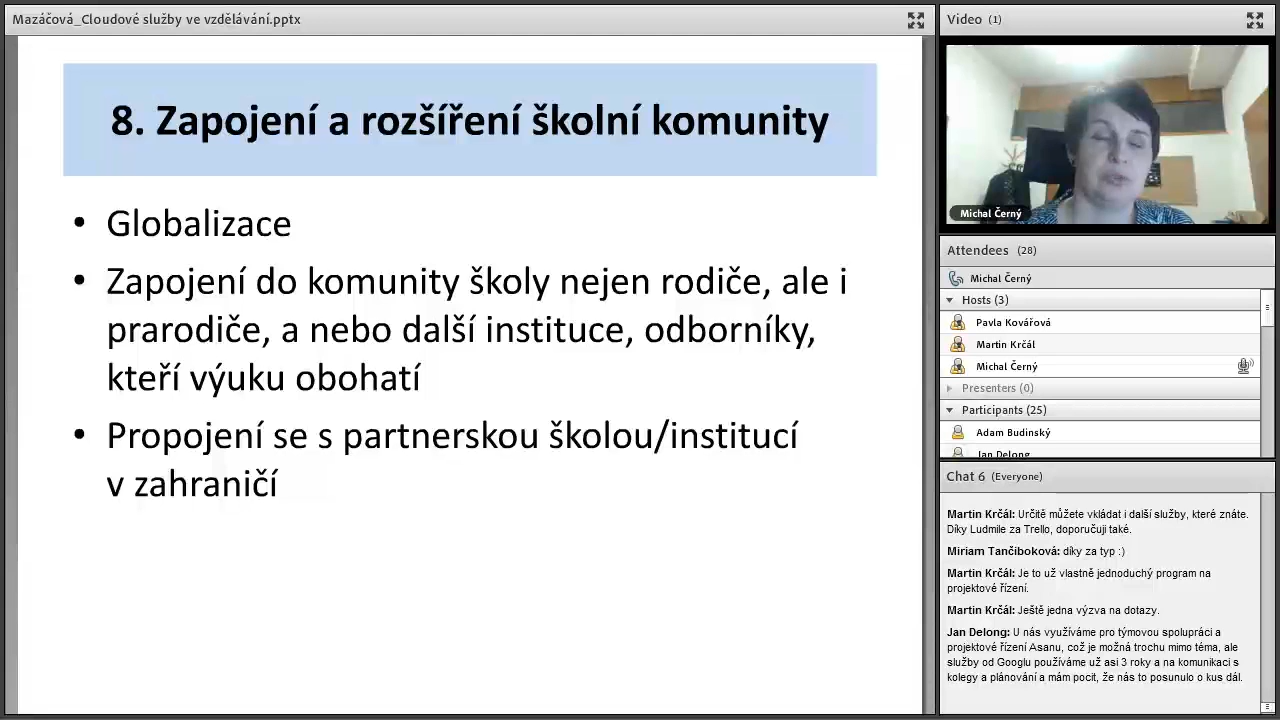 Mazáčová_Cloudové služby ve vzdělávání.pptx
8. Zapojení a rozšíření školní komunity
• Globalizace
• Zapojení do komunity školy nejen rodiče, ale i
prarodiče, a nebo další instituce, odborníky,
kteří výuku obohatí
• Propojení se s partnerskou školou/institucí
v zahraničí
Video (1)
Michal Černý
Attendees (28)
Michal Černý
Hosts (3)
Pavla Kovářová
Martin Krčál
Michal Černý
Presenters (0)
Participants (25)
Adam Budinský
Jan Delong
Chat 6 (Everyone)
Martin Krčál: Určitě můžete vkládat i další služby, které znáte.
Díky Ludmile za Trello, doporučuji také.
Miriam Tančiboková: díky za typ :)
Martin Krčál: Je to už vlastně jednoduchý program na
projektové řízení.
Martin Krčál: Ještě jedna výzva na dotazy.
Jan Delong: U nás využíváme pro týmovou spolupráci a
projektové řízení Asanu, což je možná trochu mimo téma, ale
služby od Googlu používáme už asi 3 roky a na komunikaci s
kolegy a plánování a mám pocit, že nás to posunulo o kus dál.